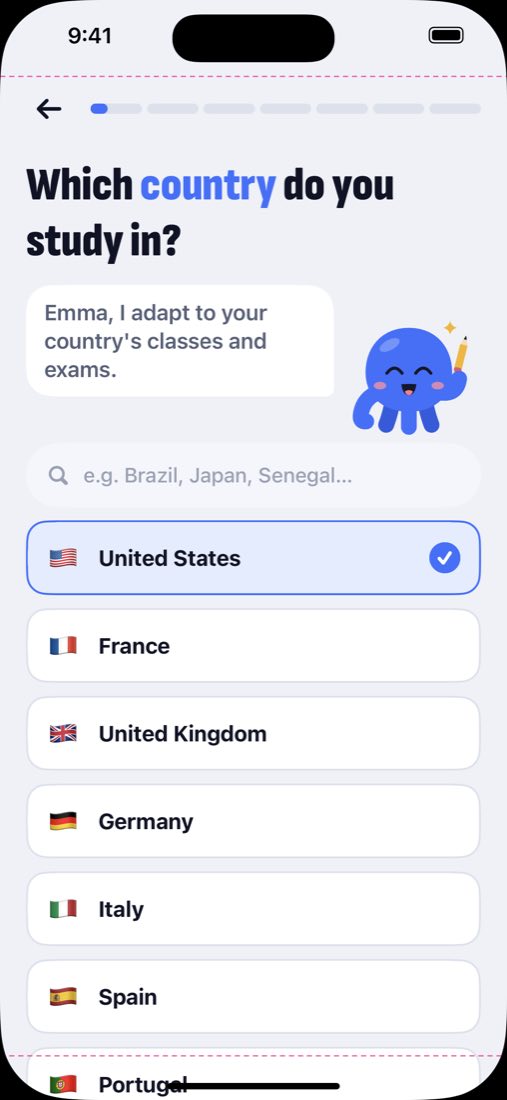 9:41
Which country do you
study in?
Emma, I adapt to your
country's classes and
exams.
e.g. Brazil, Japan, Senegal...
United States
France
United Kingdom
Germany
Italy
Spain
Portugal